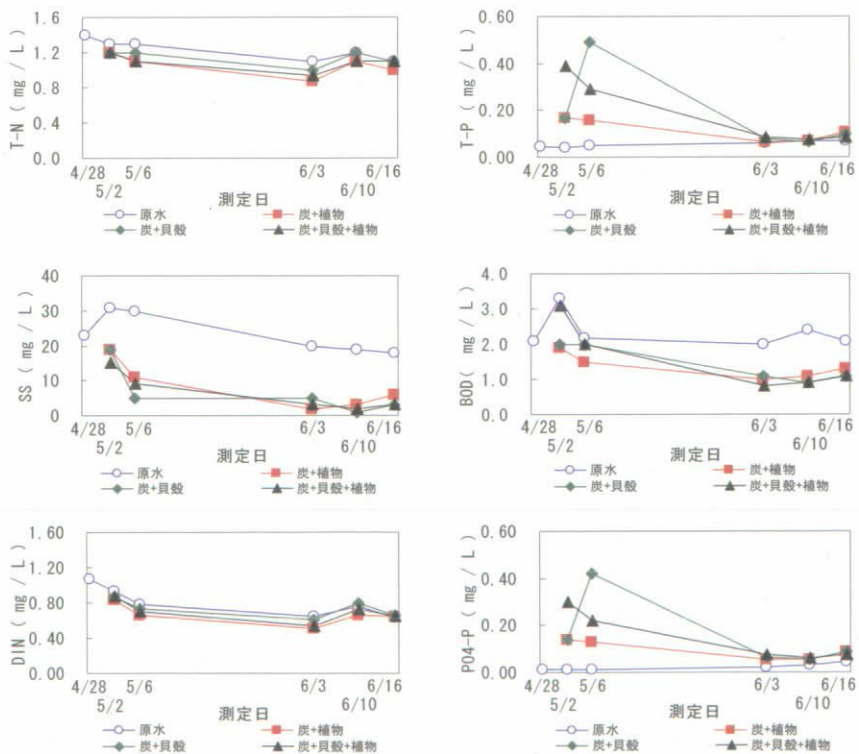 T-N ( mg / L )
1.6
1.2
0.8
0.4
0.0
4/28
5/2
5/6
6/3
6/10
6/16
測定日
原水
炭+植物
炭+貝殻
炭+貝殻+植物
T-P ( mg / L )
0.60
0.40
0.20
0.00
4/28
5/2
5/6
6/3
6/10
6/16
測定日
原水
炭+植物
炭+貝殻
炭+貝殻+植物
SS ( mg / L )
40
30
20
10
0
4/28
5/2
5/6
6/3
6/10
6/16
測定日
原水
炭+植物
炭+貝殻
炭+貝殻+植物
BOD( mg / L )
4.0
3.0
2.0
1.0
0.0
4/28
5/2
5/6
6/3
6/10
6/16
測定日
原水
炭+植物
炭+貝殻
炭+貝殻+植物
DIN ( mg / L )
1.60
1.20
0.80
0.40
0.00
4/28
5/2
5/6
6/3
6/10
6/16
測定日
原水
炭+植物
炭+貝殻
炭+貝殻+植物
PO4-P ( mg / L )
0.60
0.40
0.20
0.00
4/28
5/2
5/6
6/3
6/10
6/16
測定日
原水
炭+植物
炭+貝殻
炭+貝殻+植物